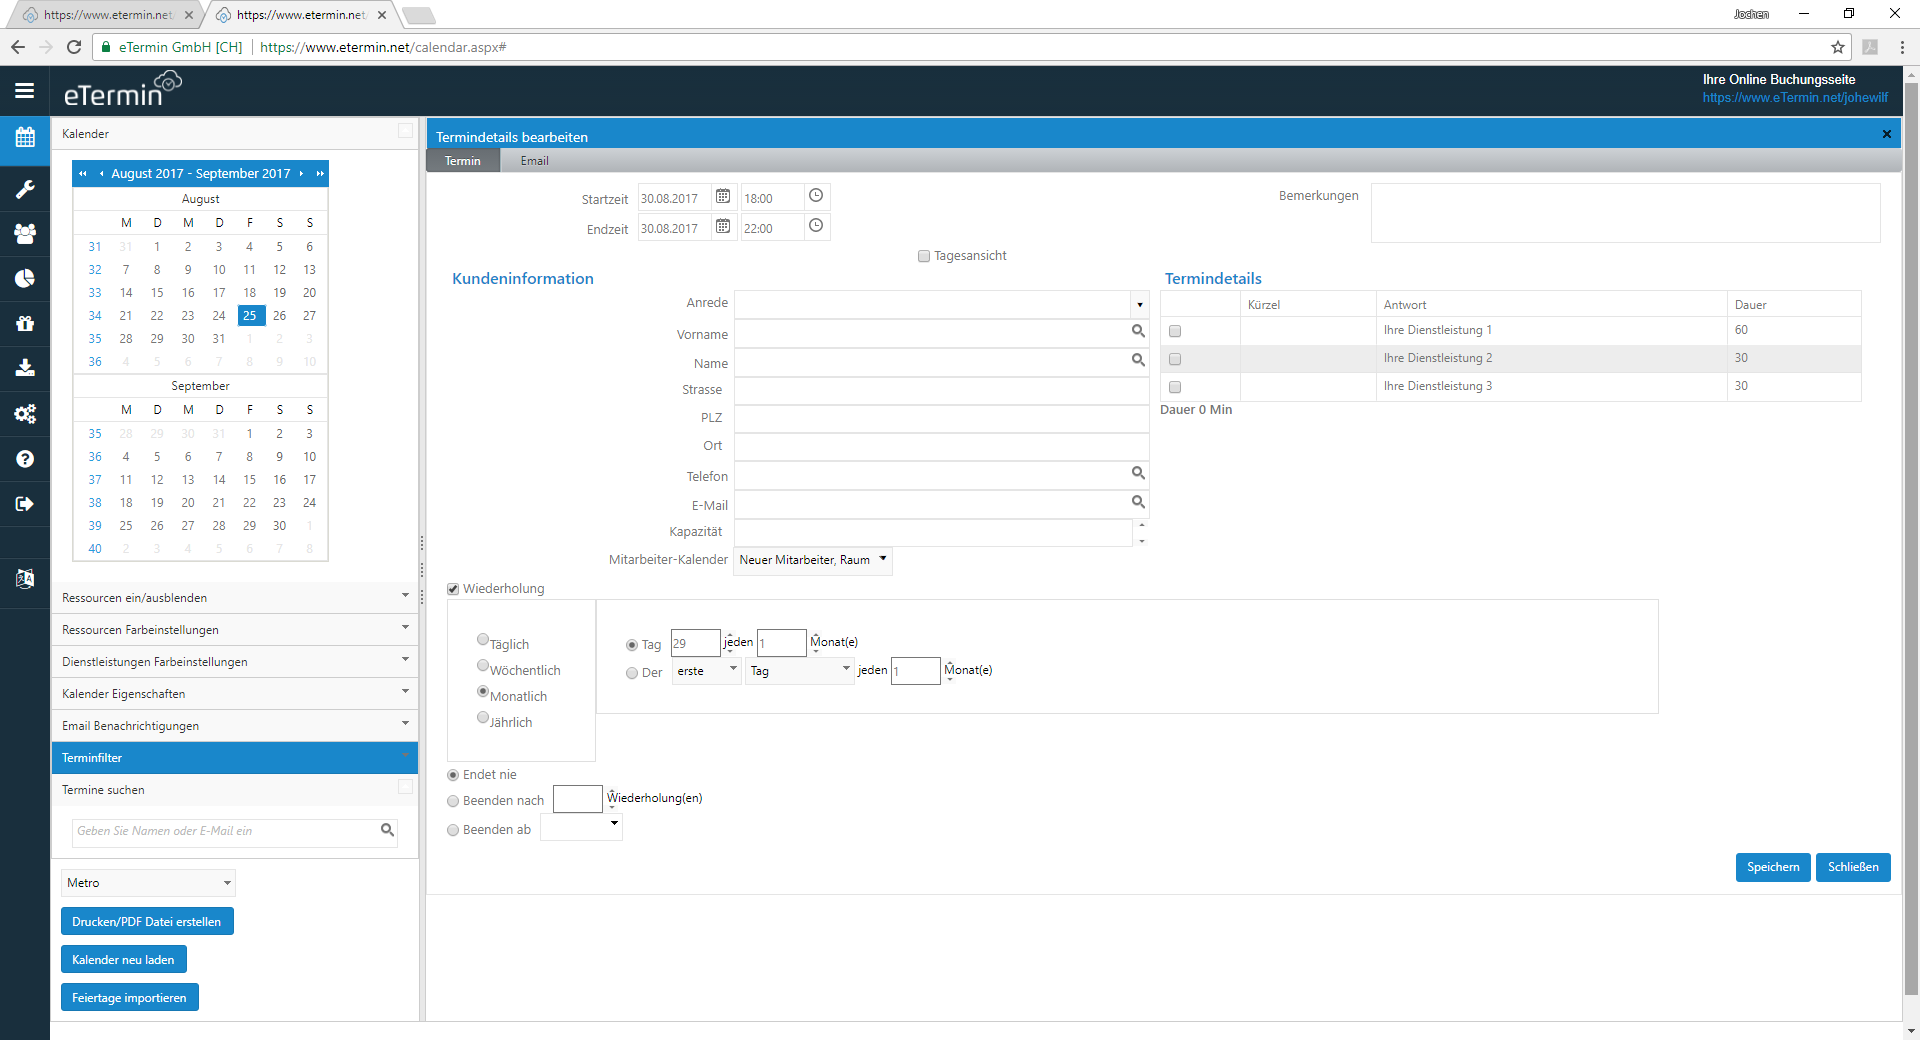 https://www.etermin.net
https://www.etermin.net
Jochen
eTermin GmbH [CH]
https://www.etermin.net/calendar.aspx#
eTermin
Ihre Online Buchungsseite
https://www.eTermin.net/johewilf
Kalender
August 2017 - September 2017
August
M D M D F S S
31 31 1 2 3 4 5 6
32 7 8 9 10 11 12 13
33 14 15 16 17 18 19 20
34 21 22 23 24 25 26 27
35 28 29 30 31 1 2 3
36 4 5 6 7 8 9 10
September
M D M D F S S
35 28 29 30 31 1 2 3
36 4 5 6 7 8 9 10
37 11 12 13 14 15 16 17
38 18 19 20 21 22 23 24
39 25 26 27 28 29 30 1
40 2 3 4 5 6 7 8
Ressourcen ein/ausblenden
Ressourcen Farbeinstellungen
Dienstleistungen Farbeinstellungen
Kalender Eigenschaften
Email Benachrichtigungen
Terminfilter
Termine suchen
Geben Sie Namen oder E-Mail ein
Metro
Drucken/PDF Datei erstellen
Kalender neu laden
Feiertage importieren
Termindetails bearbeiten
Termin Email
Startzeit 30.08.2017 18:00
Endzeit 30.08.2017 22:00
Bemerkungen
Tagesansicht
Kundeninformation
Anrede
Vorname
Name
Strasse
PLZ
Ort
Telefon
E-Mail
Kapazität
Mitarbeiter-Kalender Neuer Mitarbeiter, Raum
Termindetails
Kürzel Antwort Dauer
Ihre Dienstleistung 1 60
Ihre Dienstleistung 2 30
Ihre Dienstleistung 3 30
Dauer 0 Min
Wiederholung
Täglich
Wöchentlich
Monatlich
Jährlich
Tag 29 jeden 1 Monat(e)
Der erste Tag jeden 1 Monat(e)
Endet nie
Beenden nach Wiederholung(en)
Beenden ab
Speichern Schließen